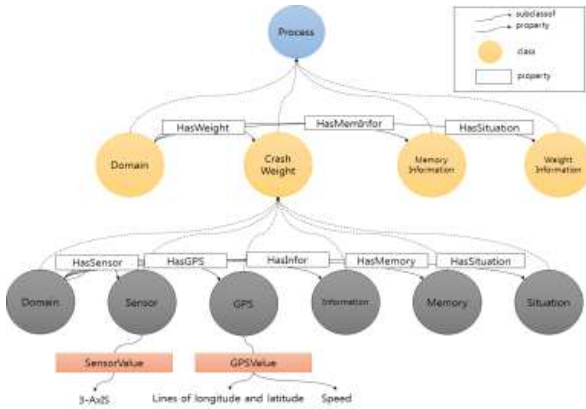 Process
subclassof
property
class
property
HasWeight
HasMemInfor
HasSituation
Domain
Crash
Weight
Memory
Information
Weight
Information
HasSensor
HasGPS
HasInfor
HasMemory
HasSituation
Domain
Sensor
GPS
Information
Memory
Situation
SensorValue
GPSValue
3-AxIS
Lines of longitude and latitude
Speed